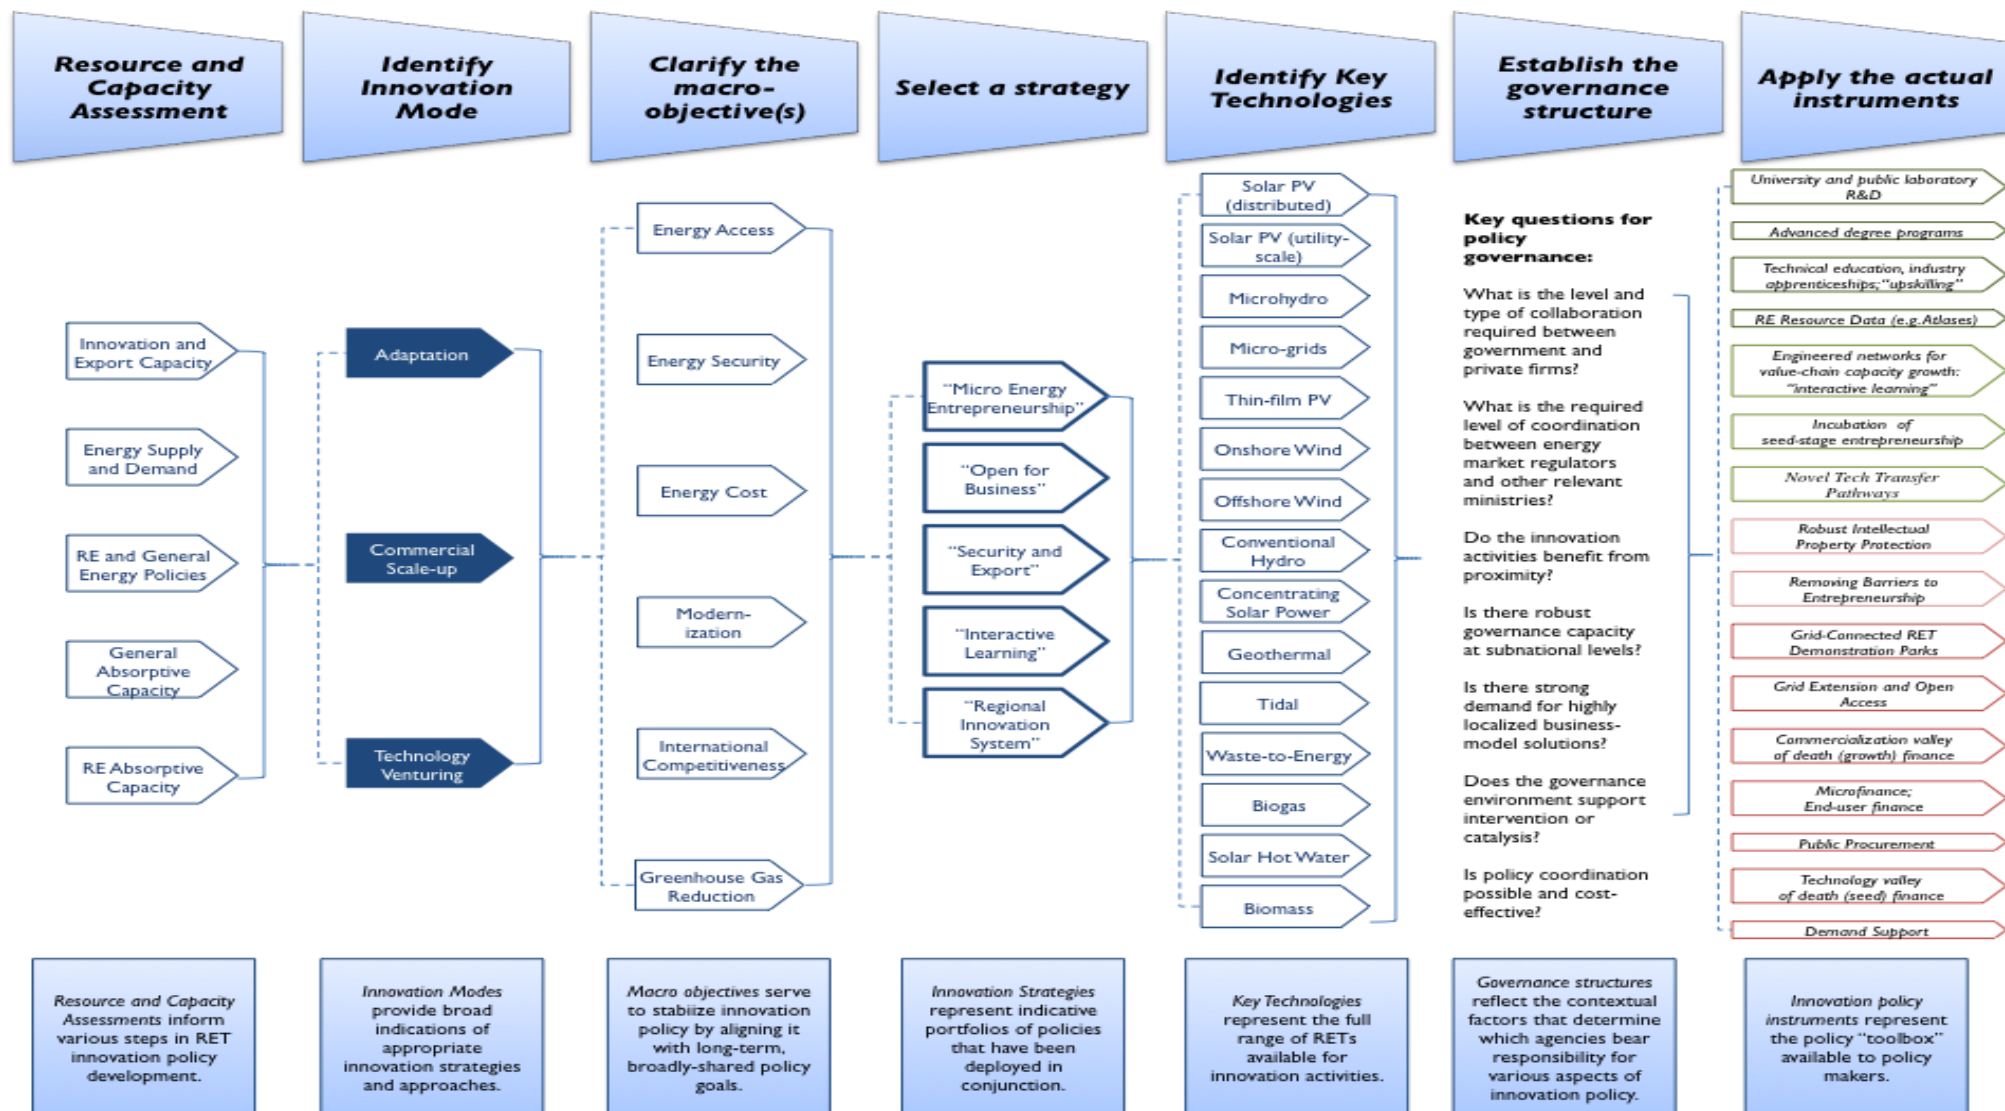 Resource and
Capacity
Assessment
Identify
Innovation
Mode
Clarify the
macro-
objective(s)
Select a strategy
Identify Key
Technologies
Establish the
governance
structure
Apply the actual
instruments
Innovation and
Export Capacity
Energy Supply
and Demand
RE and General
Energy Policies
General
Absorptive
Capacity
RE Absorptive
Capacity
Adaptation
Commercial
Scale-up
Technology
Venturing
Energy Access
Energy Security
Energy Cost
Modern-
ization
International
Competitiveness
Greenhouse Gas
Reduction
"Micro Energy
Entrepreneurship"
"Open for
Business"
"Security and
Export"
"Interactive
Learning"
"Regional
Innovation
System"
Solar PV
(distributed)
Solar PV (utility-
scale)
Microhydro
Micro-grids
Thin-film PV
Onshore Wind
Offshore Wind
Conventional
Hydro
Concentrating
Solar Power
Geothermal
Tidal
Waste-to-Energy
Biogas
Solar Hot Water
Biomass
Key questions for
policy
governance:
What is the level and
type of collaboration
required between
government and
private firms?
What is the required
level of coordination
between energy
market regulators
and other relevant
ministries?
Do the innovation
activities benefit from
proximity?
Is there robust
governance capacity
at subnational levels?
Is there strong
demand for highly
localized business-
model solutions?
Does the governance
environment support
intervention or
catalysis?
Is policy coordination
possible and cost-
effective?
University and public laboratory
R&D
Advanced degree programs
Technical education, industry
apprenticeships; "upskilling"
RE Resource Data (e.g. Atlases)
Engineered networks for
value-chain capacity growth:
"interactive learning"
Incubation of
seed-stage entrepreneurship
Novel Tech Transfer
Pathways
Robust Intellectual
Property Protection
Removing Barriers to
Entrepreneurship
Grid-Connected RET
Demonstration Parks
Grid Extension and Open
Access
Commercialization valley
of death (growth) finance
Microfinance;
End-user finance
Public Procurement
Technology valley
of death (seed) finance
Demand Support
Resource and Capacity
Assessments inform
various steps in RET
innovation policy
development.
Innovation Modes
provide broad
indications of
appropriate
innovation strategies
and approaches.
Macro objectives serve
to stabiize innovation
policy by aligning it
with long-term,
broadly-shared policy
goals.
Innovation Strategies
represent indicative
portfolios of policies
that have been
deployed in
conjunction.
Key Technologies
represent the full
range of RETs
available for
innovation activities.
Governance structures
reflect the contextual
factors that determine
which agencies bear
responsibility for
various aspects of
innovation policy.
Innovation policy
instruments represent
the policy "toolbox"
available to policy
makers.